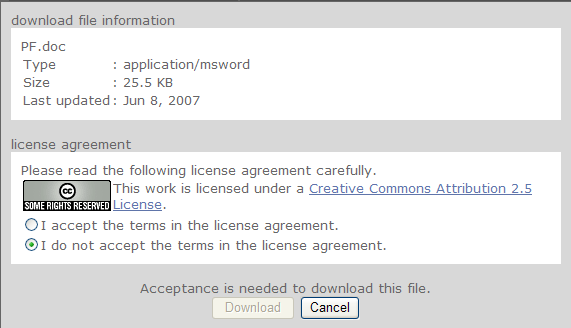 download file information
PF.doc
Type : application/msword
Size : 25.5 KB
Last updated : Jun 8, 2007
license agreement
Please read the following license agreement carefully.
cc
SOME RIGHTS RESERVED
This work is licensed under a Creative Commons Attribution 2.5
License.
I accept the terms in the license agreement.
I do not accept the terms in the license agreement.
Acceptance is needed to download this file.
Download Cancel